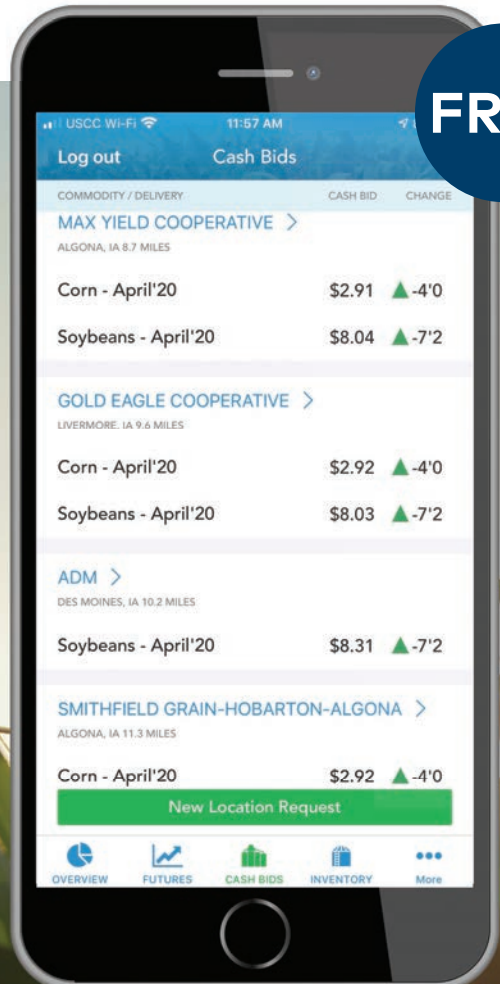 FR
USCC Wi-Fi 11:57 AM
Log out Cash Bids
COMMODITY / DELIVERY CASH BID CHANGE
MAX YIELD COOPERATIVE >
ALGONA, IA 8.7 MILES
Corn - April'20 $2.91 ▲-4'0
Soybeans - April'20 $8.04 ▲-7'2
GOLD EAGLE COOPERATIVE >
LIVERMORE, IA 9.6 MILES
Corn - April'20 $2.92 ▲-4'0
Soybeans - April'20 $8.03 ▲-7'2
ADM >
DES MOINES, IA 10.2 MILES
Soybeans - April'20 $8.31 ▲-7'2
SMITHFIELD GRAIN-HOBARTON-ALGONA >
ALGONA, IA 11.3 MILES
Corn - April'20 $2.92 ▲-4'0
New Location Request
OVERVIEW FUTURES CASH BIDS INVENTORY More